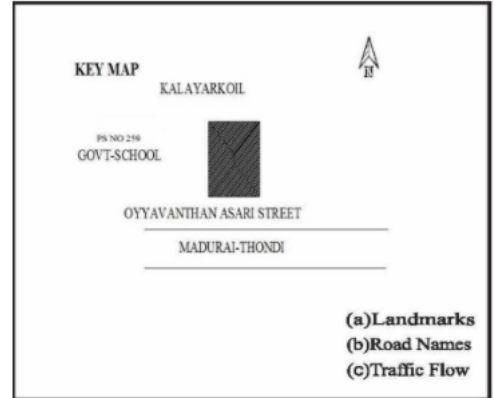 N
KEY MAP
KALAYARKOIL
PS NO 259
GOVT-SCHOOL
OYYAVANTHAN ASARI STREET
MADURAI-THONDI
(a)Landmarks
(b)Road Names
(c)Traffic Flow